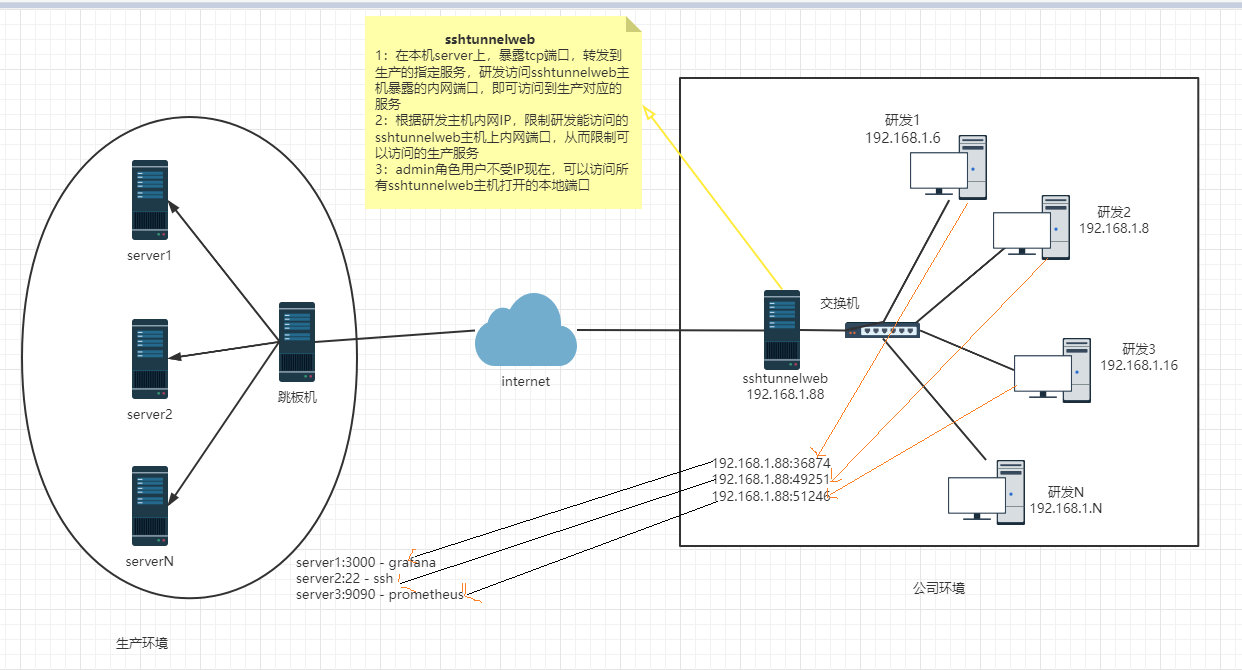 sshtunnelweb
1：在本机server上，暴露tcp端口，转发到
生产的指定服务，研发访问sshtunnelweb主
机暴露的内网端口，即可访问到生产对应的
服务
2：根据研发主机内网IP，限制研发能访问的
sshtunnelweb主机上内网端口，从而限制可
以访问的生产服务
3：admin角色用户不受IP现在，可以访问所
有sshtunnelweb主机打开的本地端口
研发1
192.168.1.6
研发2
192.168.1.8
server1
交换机
研发3
192.168.1.16
internet
sshtunnelweb
192.168.1.88
跳板机
server2
192.168.1.88:36874
192.168.1.88:49251
192.168.1.88:51246
研发N
192.168.1.N
serverN
server1:3000 - grafana
server2:22 - ssh
server3:9090 - prometheus
公司环境
生产环境